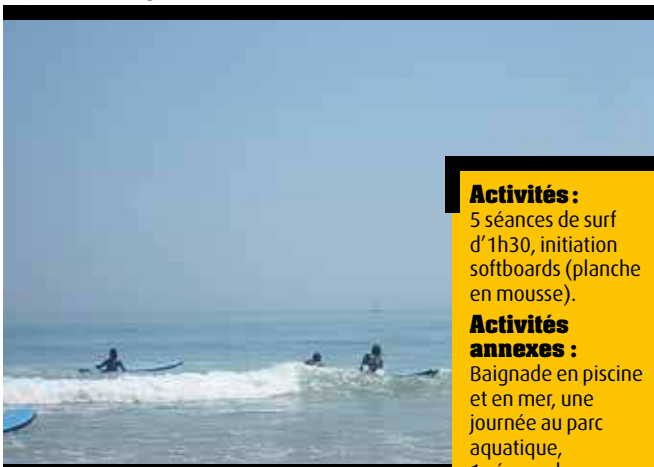 Activités :
5 séances de surf
d'1h30, initiation
softboards (planche
en mousse).
Activités
annexes :
Baignade en piscine
et en mer, une
journée au parc
aquatique,